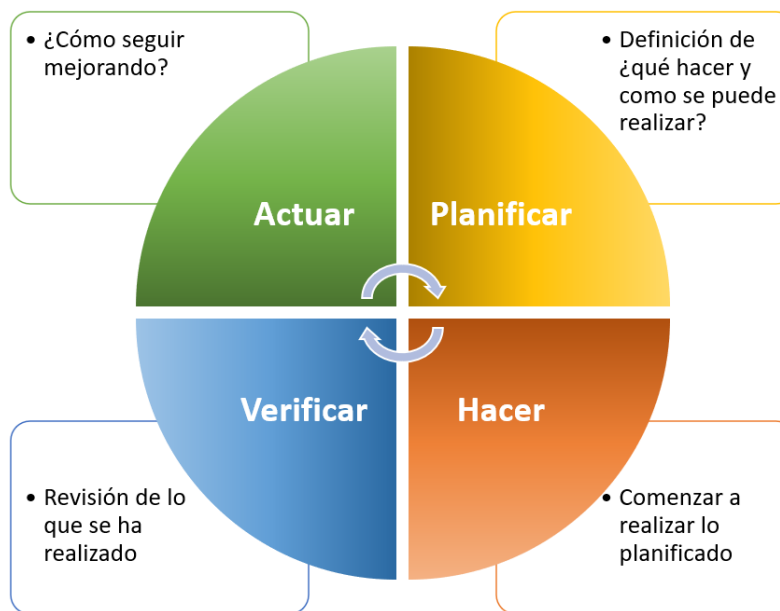 • ¿Cómo seguir
mejorando?
• Definición de
¿qué hacer y
como se puede
realizar?
Actuar
Planificar
Verificar
Hacer
• Revisión de lo
que se ha
realizado
• Comenzar a
realizar lo
planificado